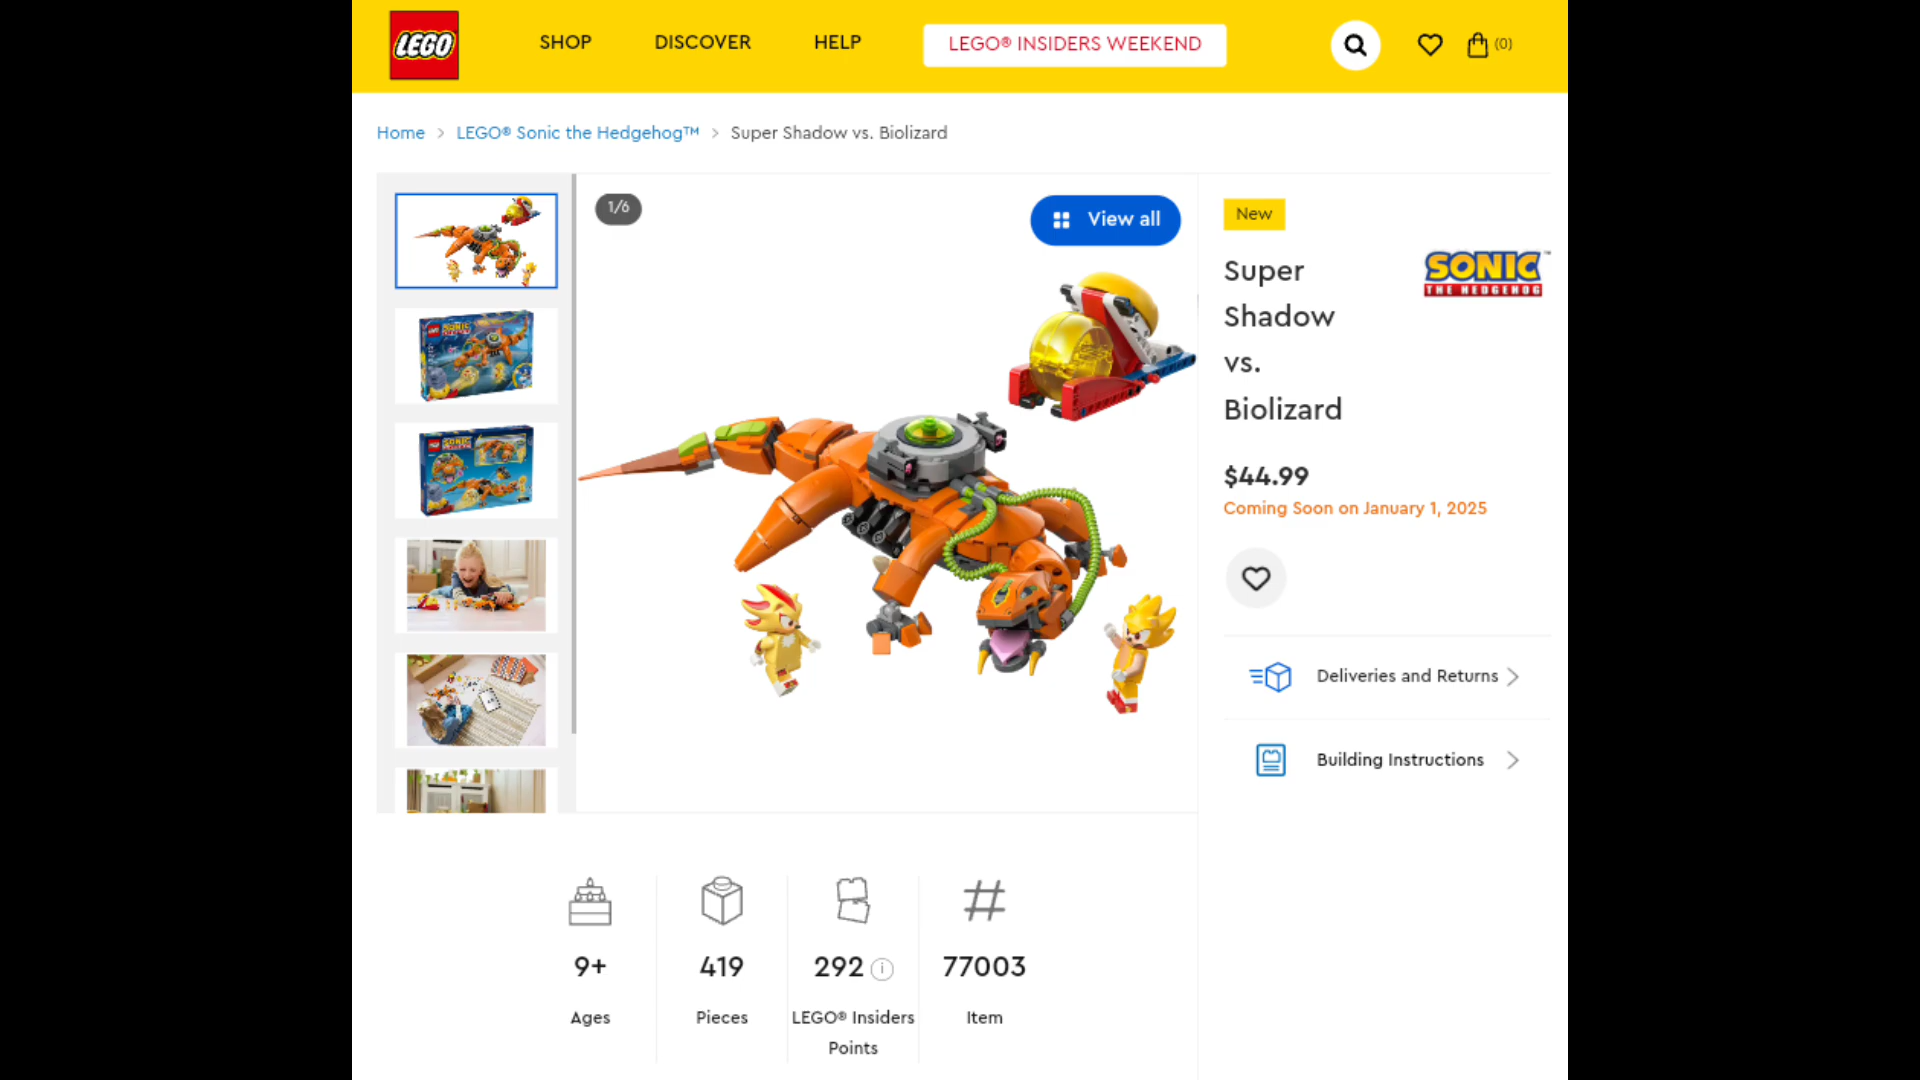 LEGO
SHOP
DISCOVER
HELP
LEGO® INSIDERS WEEKEND
(0)
Home > LEGO® Sonic the Hedgehog™ > Super Shadow vs. Biolizard
1/6
View all
New
SONIC
THE HEDGEHOG™
Super
Shadow
vs.
Biolizard
$44.99
Coming Soon on January 1, 2025
Deliveries and Returns
Building Instructions
9+
Ages
419
Pieces
292
LEGO® Insiders
Points
77003
Item